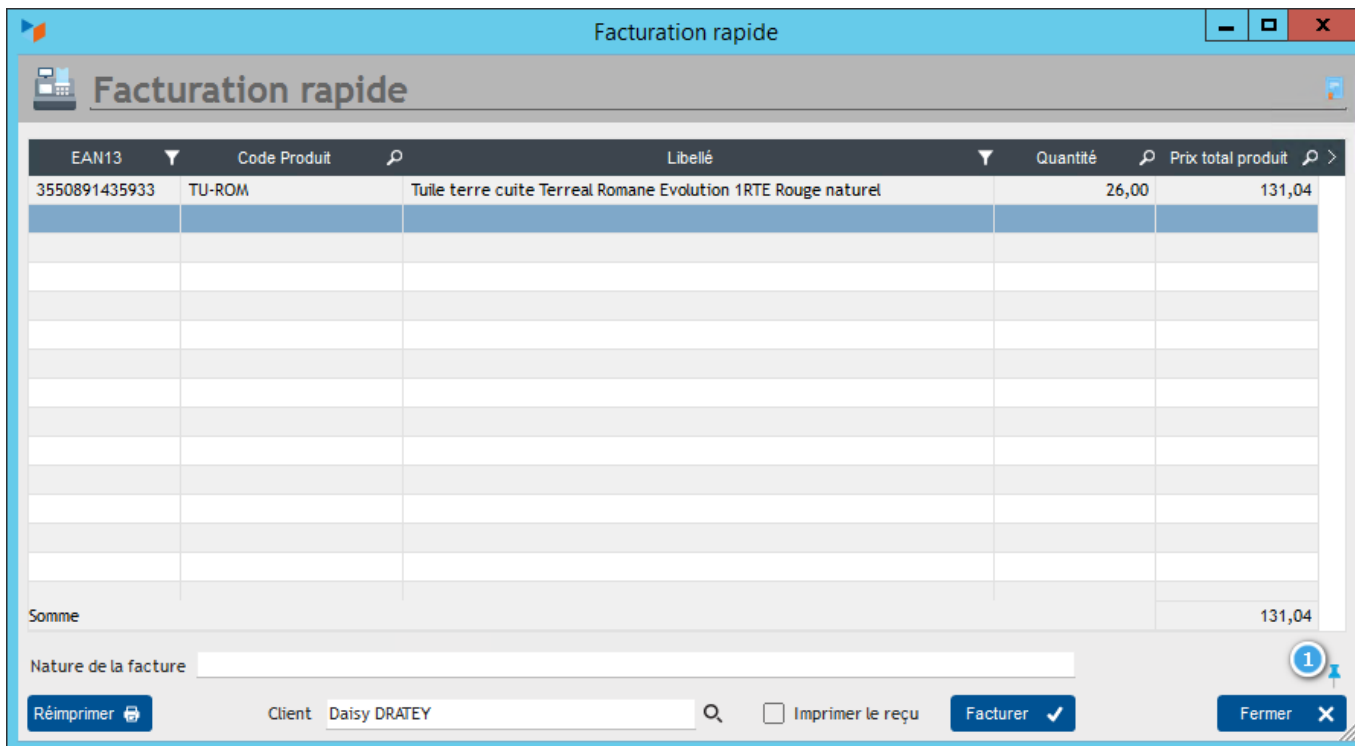 Facturation rapide
Facturation rapide
EAN13 Code Produit Libellé Quantité Prix total produit
3550891435933 TU-ROM Tuile terre cuite Terreal Romane Evolution 1RTE Rouge naturel 26,00 131,04
Somme 131,04
Nature de la facture 1
Réimprimer Client Daisy DRATEY Imprimer le reçu Facturer Fermer